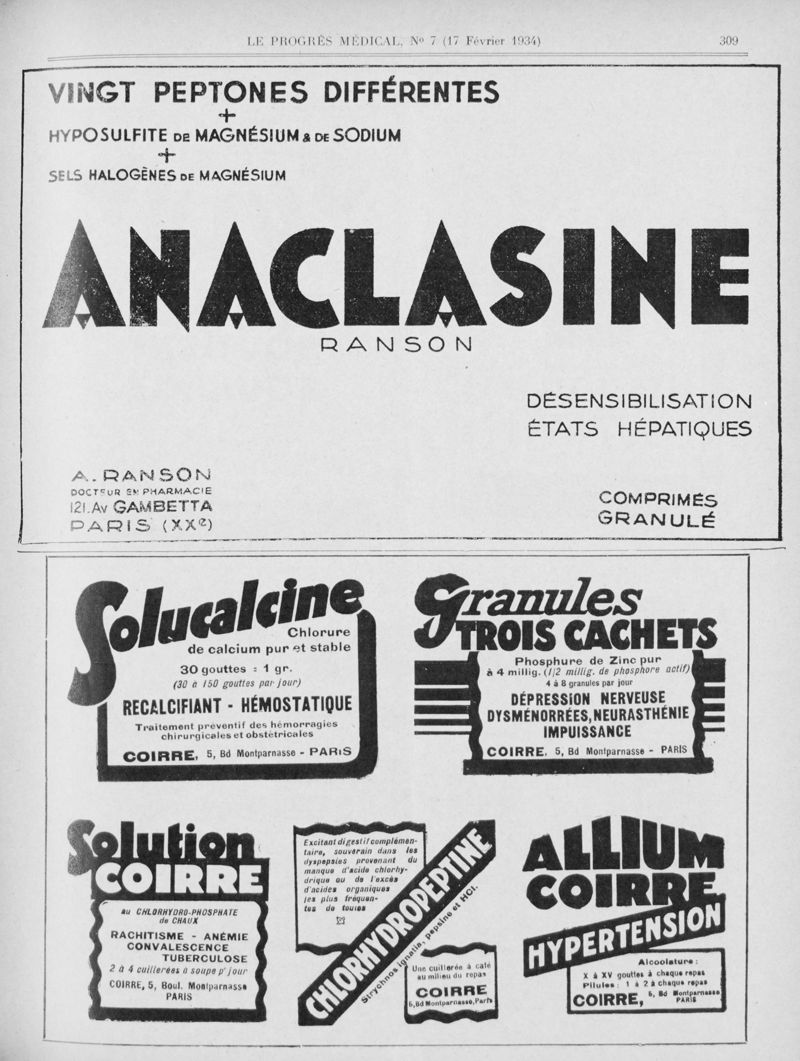 LE PROGRÈS MÉDICAL, Nº 7 (17 Février 1934)
309
VINGT PEPTONES DIFFÉRENTES
+
HYPOSULFITE DE MAGNÉSIUM & DE SODIUM
+
SELS HALOGÈNES DE MAGNÉSIUM
ANACLASINE
RANSON
DÉSENSIBILISATION
ÉTATS HÉPATIQUES
A. RANSON
DOCTEUR EN PHARMACIE
121. AV GAMBETTA
PARIS (XXe)
COMPRIMÉS
GRANULÉ
Solucalcine
Chlorure
de calcium pur et stable
30 gouttes = 1 gr.
(30 à 150 gouttes par jour)
RECALCIFIANT - HÉMOSTATIQUE
Traitement préventif des hémorragies
chirurgicales et obstétricales
COIRRE, 5, Bd Montparnasse - PARIS
Granules
TROIS CACHETS
Phosphure de Zinc pur
à 4 millig. (1/2 millig. de phosphore actif)
4 à 8 granules par jour
DÉPRESSION NERVEUSE
DYSMÉNORRÉES, NEURASTHÉNIE
IMPUISSANCE
COIRRE. 5, Bd Montparnasse - PARIS
Solution
COIRRE
au CHLORHYDRO-PHOSPHATE
de CHAUX
RACHITISME - ANÉMIE
CONVALESCENCE
TUBERCULOSE
2 à 4 cuillerées à soupe p' jour
COIRRE, 5, Boul. Montparnasse
PARIS
Excitant digestif complémen-
taire, souverain dans les
dyspepsies provenant du
manque d'acide chlorhy-
drique ou de l'excès
d'acides organiques
les plus fréquen-
tes de toutes
CHLORHYDROPEPTINE
Strychnos ignatia, pepsine et HCl.
Une cuillerée à café
au milieu du repas
COIRRE
5, Bd Montparnasse, Paris
ALLIUM
COIRRE
HYPERTENSION
Alcoolature:
X à XV gouttes à chaque repas
Pilules: 1 à 2 à chaque repas
COIRRE, 5, Bd Montparnasse
PARIS